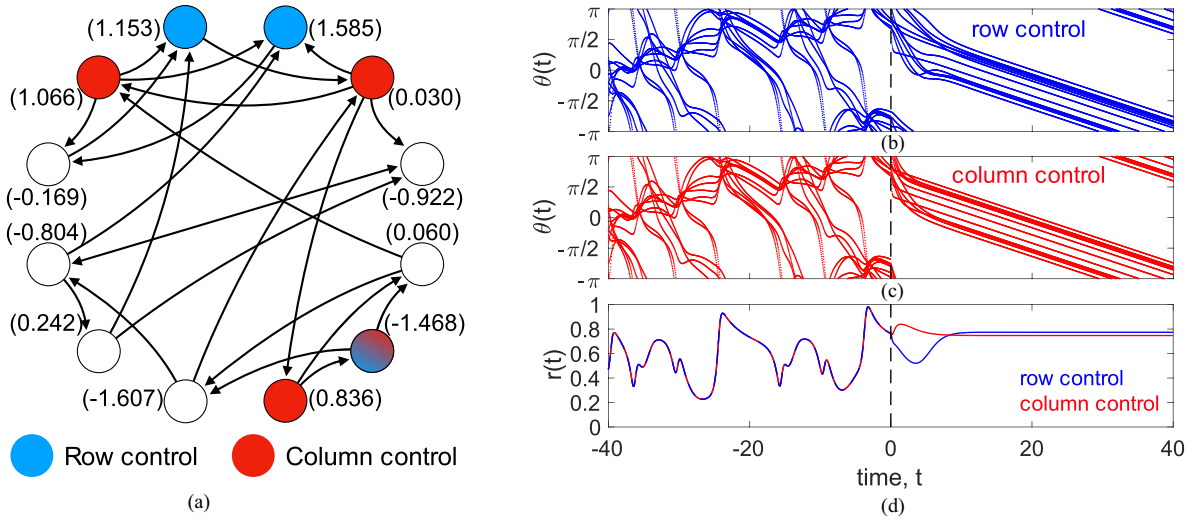 (1.153)
(1.585)
(1.066)
(0.030)
(-0.169)
(-0.922)
(-0.804)
(0.060)
(0.242)
(-1.468)
(-1.607)
(0.836)
Row control
Column control
(a)
θ(t)
π
π/2
0
-π/2
-π
row control
(b)
θ(t)
π
π/2
0
-π/2
-π
column control
(c)
r(t)
1
0.8
0.6
0.4
0.2
0
row control
column control
-40
-20
0
20
40
time, t
(d)